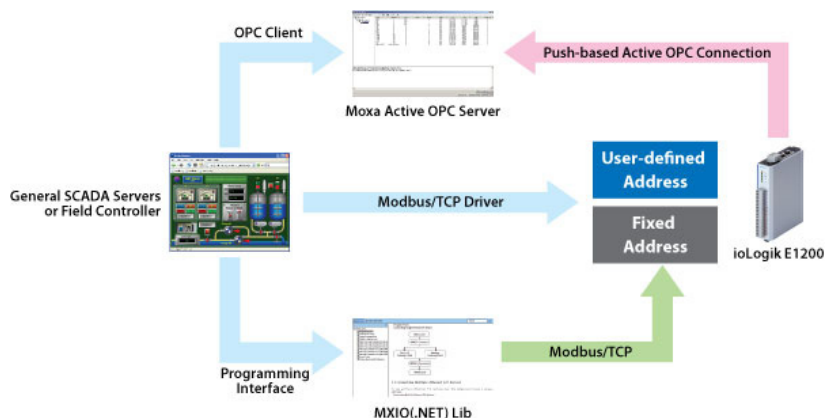 OPC Client
Push-based Active OPC Connection
Moxa Active OPC Server
General SCADA Servers
or Field Controller
Modbus/TCP Driver
User-defined
Address
Fixed
Address
ioLogik E1200
Programming
Interface
Modbus/TCP
MXIO(.NET) Lib